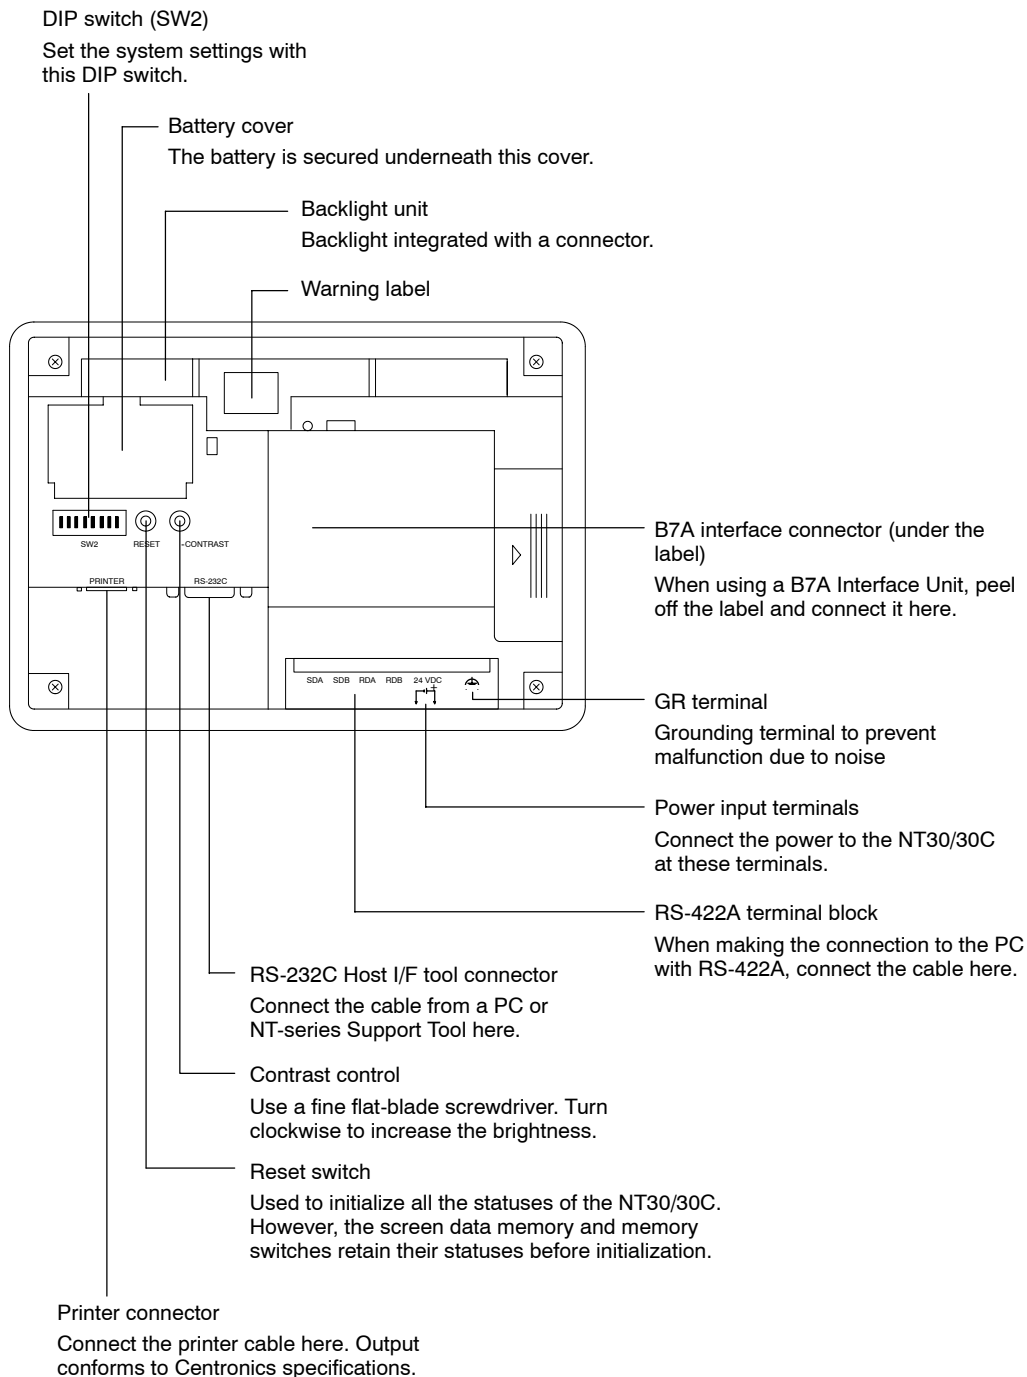 DIP switch (SW2)
Set the system settings with
this DIP switch.
Battery cover
The battery is secured underneath this cover.
Backlight unit
Backlight integrated with a connector.
Warning label
SW2
RESET
-CONTRAST
PRINTER
RS-232C
B7A interface connector (under the
label)
When using a B7A Interface Unit, peel
off the label and connect it here.
SDA SDB RDA RDB 24 VDC
+
GR terminal
Grounding terminal to prevent
malfunction due to noise
Power input terminals
Connect the power to the NT30/30C
at these terminals.
RS-422A terminal block
When making the connection to the PC
with RS-422A, connect the cable here.
RS-232C Host I/F tool connector
Connect the cable from a PC or
NT-series Support Tool here.
Contrast control
Use a fine flat-blade screwdriver. Turn
clockwise to increase the brightness.
Reset switch
Used to initialize all the statuses of the NT30/30C.
However, the screen data memory and memory
switches retain their statuses before initialization.
Printer connector
Connect the printer cable here. Output
conforms to Centronics specifications.